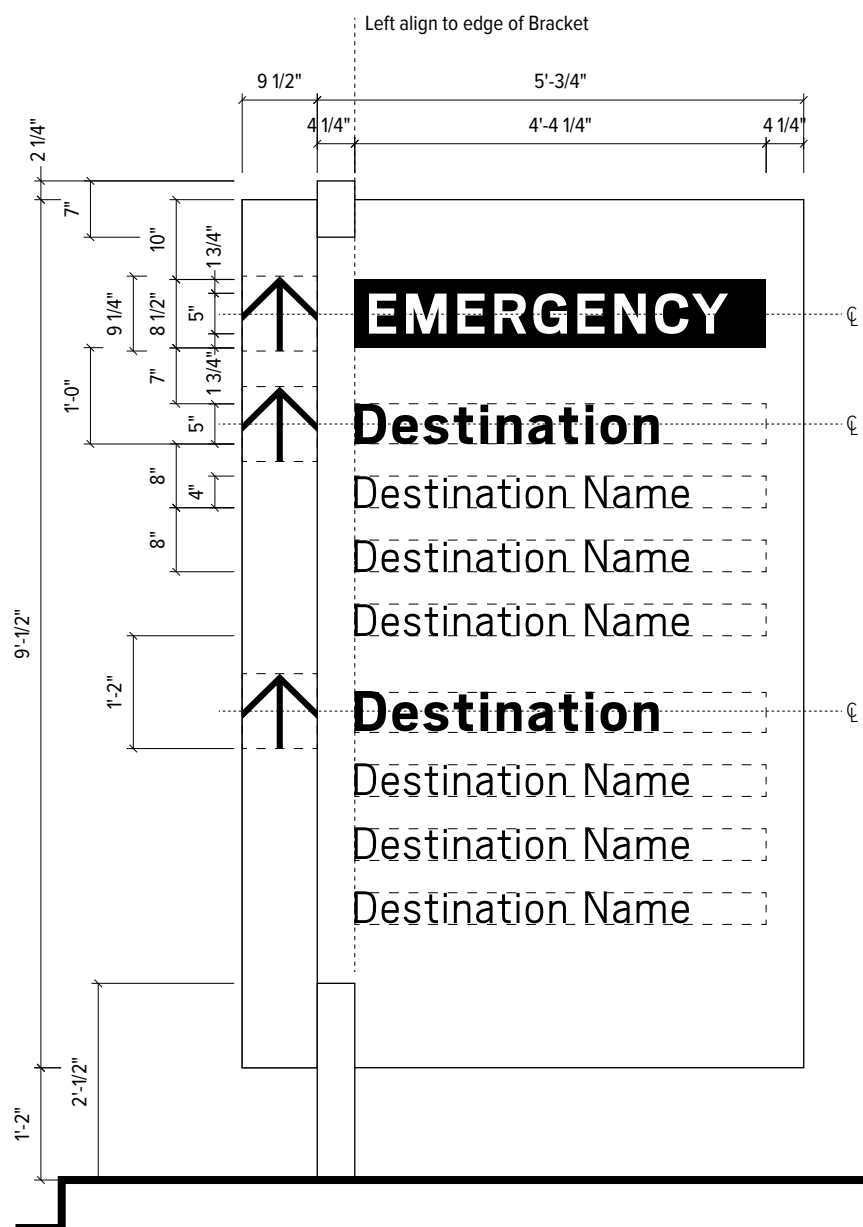 Left align to edge of Bracket
9 1/2"
5'-3/4"
4 1/4"
4'-4 1/4"
4 1/4"
2 1/4"
7"
10"
1 3/4"
9 1/4"
8 1/2"
5"
EMERGENCY
℄
1'-0"
7"
1 3/4"
5"
Destination
℄
8"
4"
Destination Name
8"
Destination Name
9'-1/2"
Destination Name
1'-2"
Destination
℄
Destination Name
Destination Name
Destination Name
2'-1/2"
1'-2"